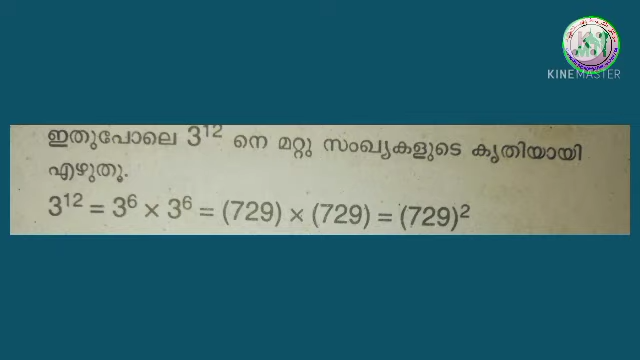 KINEMASTER
ഇതുപോലെ 3¹² നെ മറ്റു സംഖ്യകളുടെ കൃതിയായി
എഴുതൂ.
3¹² = 3⁶ × 3⁶ = (729) × (729) = (729)²